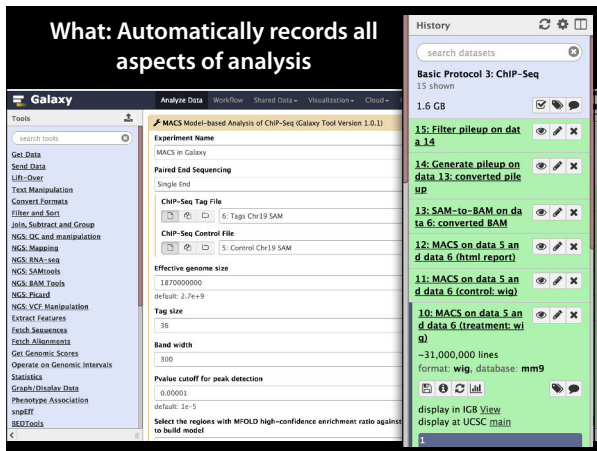 What: Automatically records all
aspects of analysis
Galaxy
Analyze Data Workflow Shared Data Visualization Cloud
Tools
search tools
Get Data
Send Data
Lift-Over
Text Manipulation
Convert Formats
Filter and Sort
Join, Subtract and Group
NGS: QC and manipulation
NGS: Mapping
NGS: RNA-seq
NGS: SAMtools
NGS: BAM Tools
NGS: Picard
NGS: VCF Manipulation
Extract Features
Fetch Sequences
Fetch Alignments
Get Genomic Scores
Operate on Genomic Intervals
Statistics
Graph/Display Data
Phenotype Association
snpEff
BEDTools
MACS Model-based Analysis of ChIP-Seq (Galaxy Tool Version 1.0.1)
Experiment Name
MACS in Galaxy
Paired End Sequencing
Single End
ChIP-Seq Tag File
6: Tags Chr19 SAM
ChIP-Seq Control File
5: Control Chr19 SAM
Effective genome size
1870000000
default: 2.7e+9
Tag size
36
Band width
300
Pvalue cutoff for peak detection
0.00001
default: 1e-5
Select the regions with MFOLD high-confidence enrichment ratio against
to build model
History
search datasets
Basic Protocol 3: ChIP-Seq
15 shown
1.6 GB
15: Filter pileup on dat
a 14
14: Generate pileup on
data 13: converted pile
up
13: SAM-to-BAM on da
ta 6: converted BAM
12: MACS on data 5 an
d data 6 (html report)
11: MACS on data 5 an
d data 6 (control: wig)
10: MACS on data 5 an
d data 6 (treatment: wi
g)
~31,000,000 lines
format: wig, database: mm9
display in IGB View
display at UCSC main
1